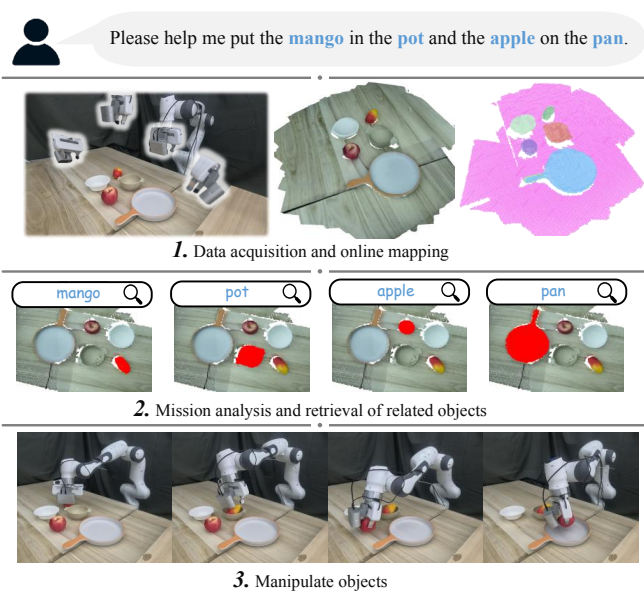 Please help me put the mango in the pot and the apple on the pan.
1. Data acquisition and online mapping
mango
pot
apple
pan
2. Mission analysis and retrieval of related objects
3. Manipulate objects